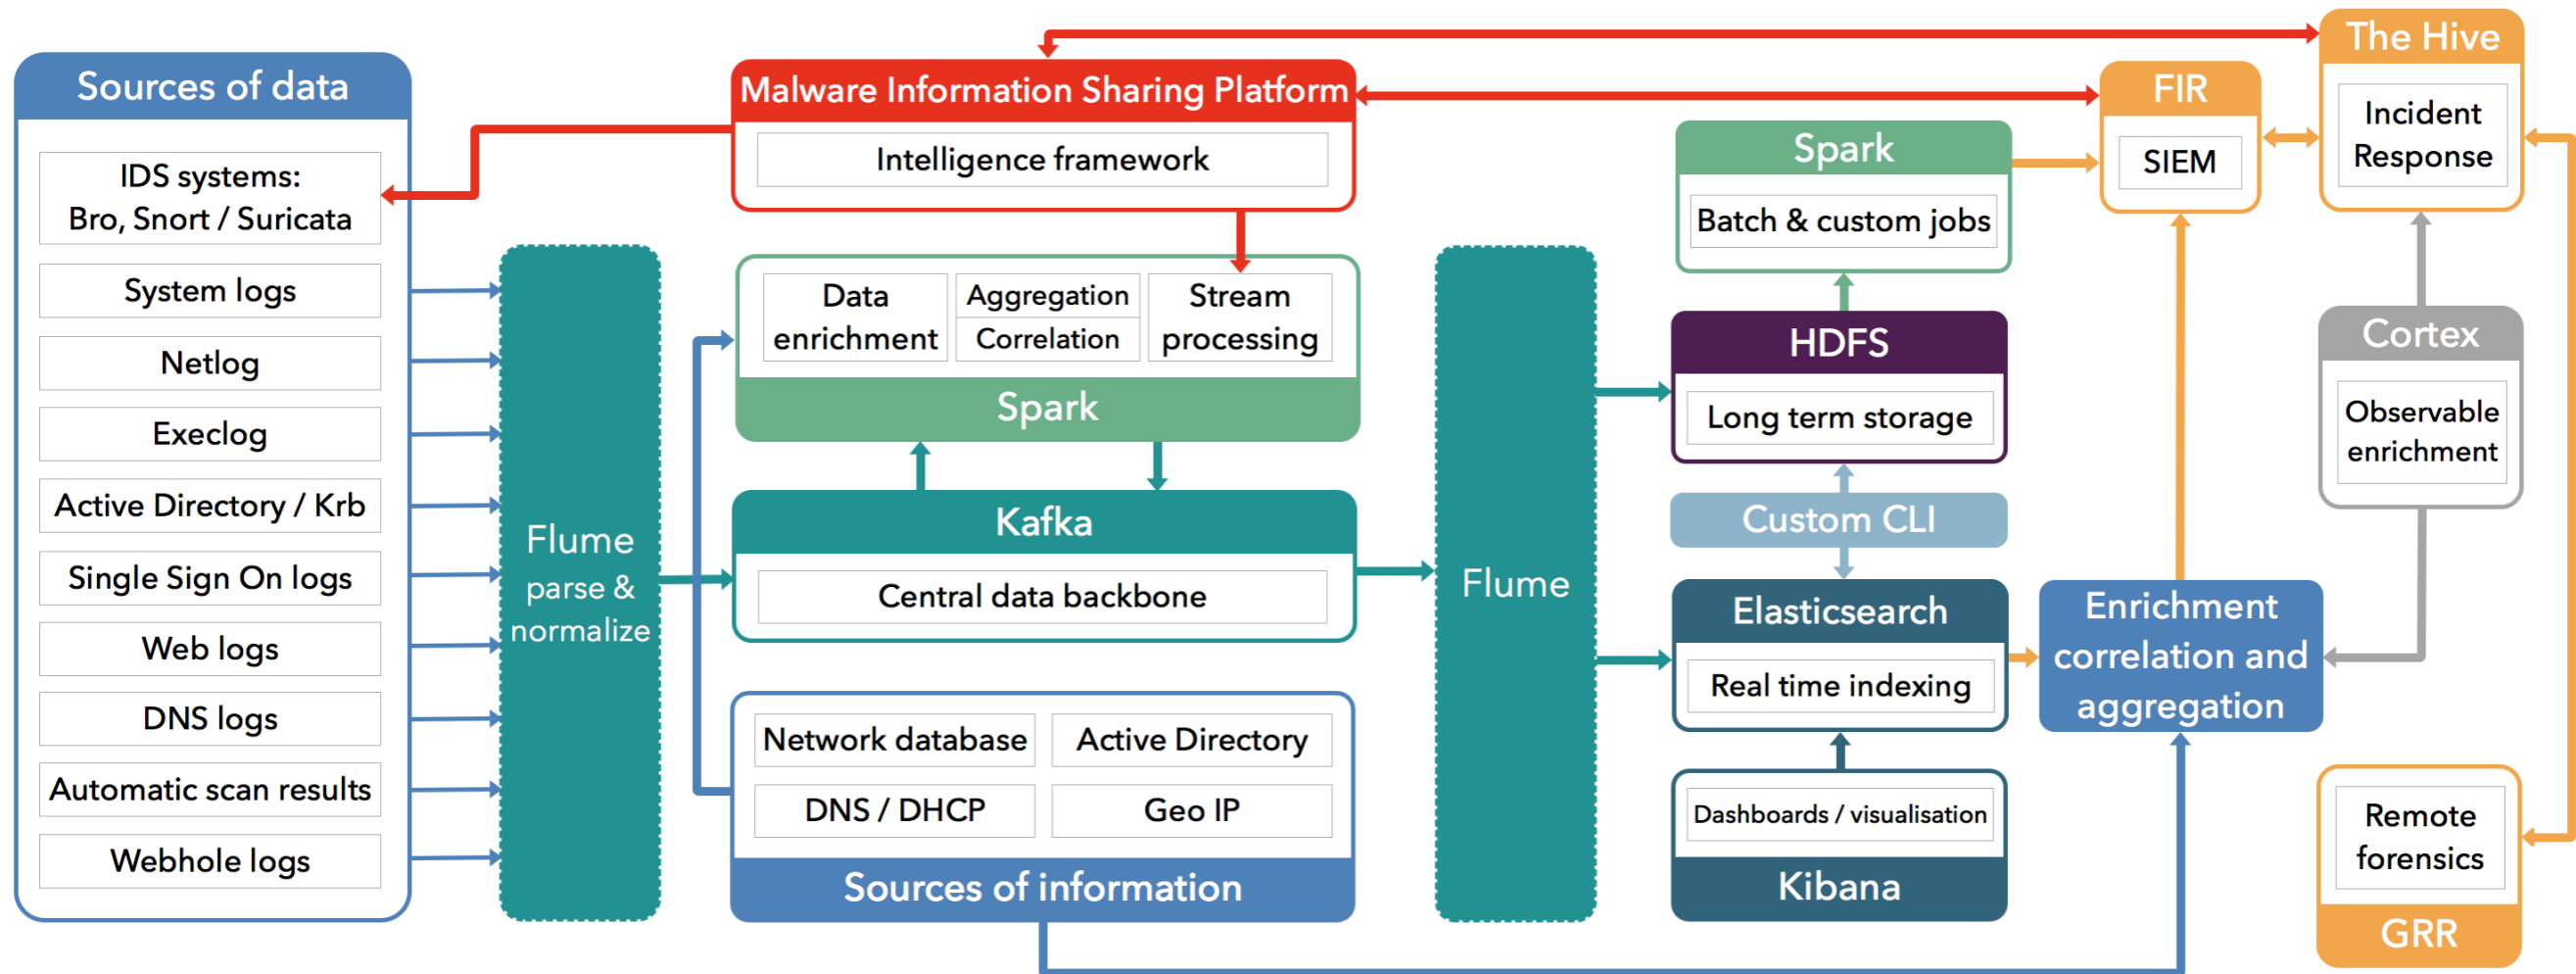 Sources of data
IDS systems:
Bro, Snort / Suricata
System logs
Netlog
Execlog
Active Directory / Krb
Single Sign On logs
Web logs
DNS logs
Automatic scan results
Webhole logs
Flume
parse &
normalize
Malware Information Sharing Platform
Intelligence framework
Data
enrichment
Aggregation
Correlation
Stream
processing
Spark
Kafka
Central data backbone
Network database
Active Directory
DNS / DHCP
Geo IP
Sources of information
Flume
Spark
Batch & custom jobs
HDFS
Long term storage
Custom CLI
Elasticsearch
Real time indexing
Dashboards / visualisation
Kibana
FIR
SIEM
Enrichment
correlation and
aggregation
The Hive
Incident
Response
Cortex
Observable
enrichment
Remote
forensics
GRR